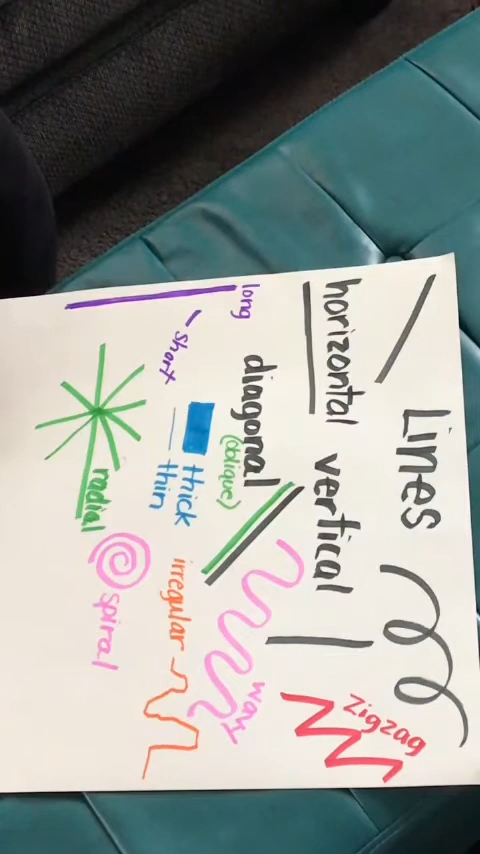 Lines
horizontal vertical
zigzag
long
diagonal
(oblique)
wavy
short
thick
thin
irregular
radial
spiral